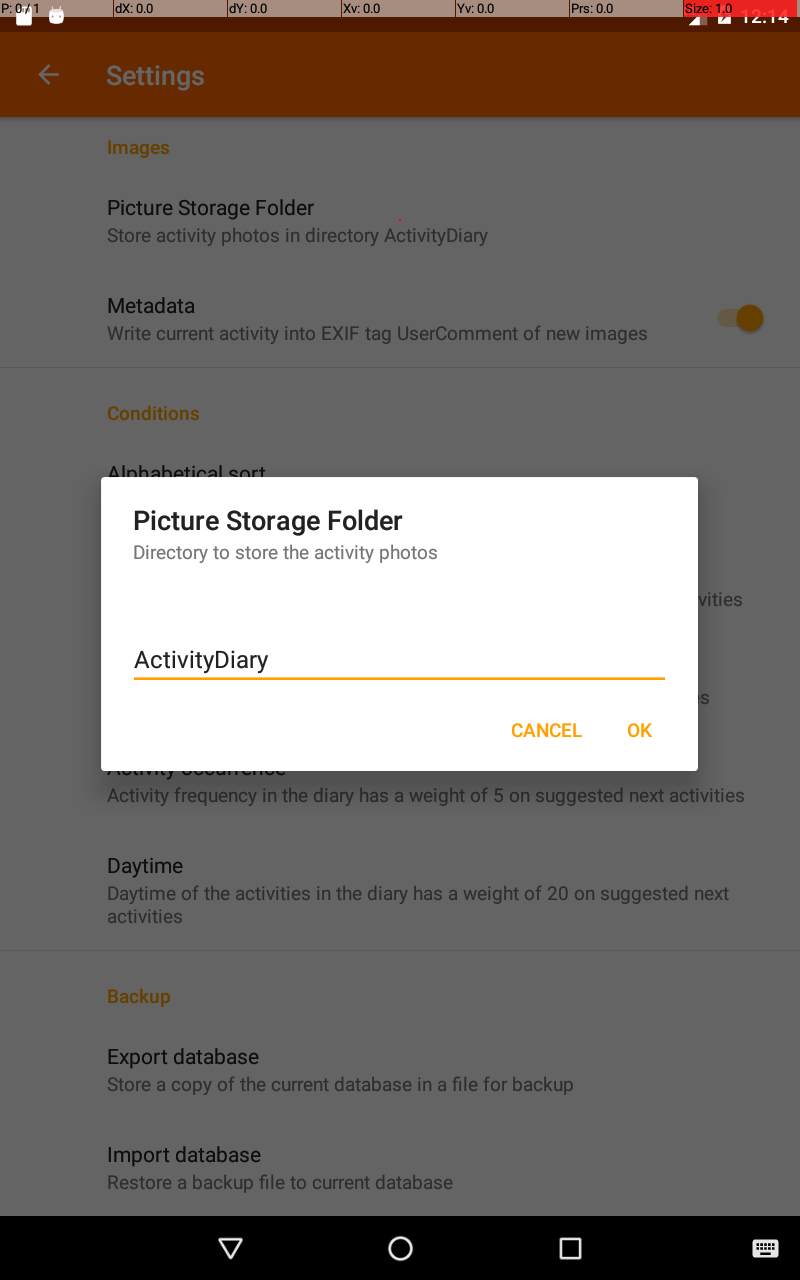 P: 0 / 1
dX: 0.0
dY: 0.0
Xv: 0.0
Yv: 0.0
Prs: 0.0
Size: 1.0
12:14
Settings
Images
Picture Storage Folder
Store activity photos in directory ActivityDiary
Metadata
Write current activity into EXIF tag UserComment of new images
Conditions
Alphabetical sort
Picture Storage Folder
Directory to store the activity photos
ActivityDiary
CANCEL
OK
Activity occurrence
Activity frequency in the diary has a weight of 5 on suggested next activities
Daytime
Daytime of the activities in the diary has a weight of 20 on suggested next
activities
Backup
Export database
Store a copy of the current database in a file for backup
Import database
Restore a backup file to current database